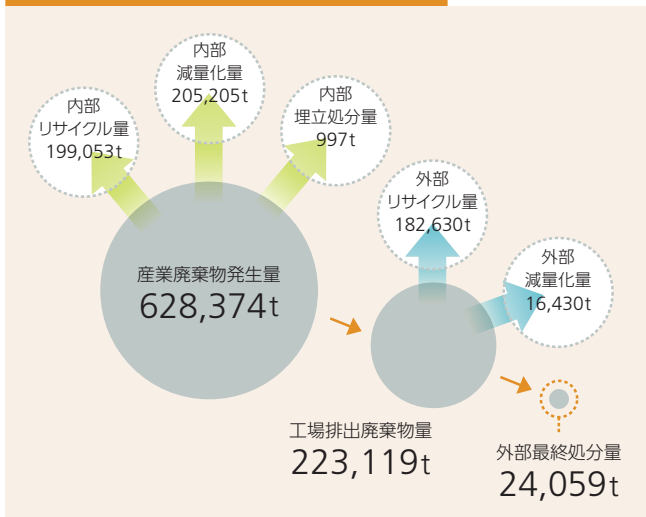 内部
減量化量
205,205t
内部
リサイクル量
199,053t
内部
埋立処分量
997t
外部
リサイクル量
182,630t
外部
減量化量
16,430t
産業廃棄物発生量
628,374t
工場排出廃棄物量
223,119t
外部最終処分量
24,059t